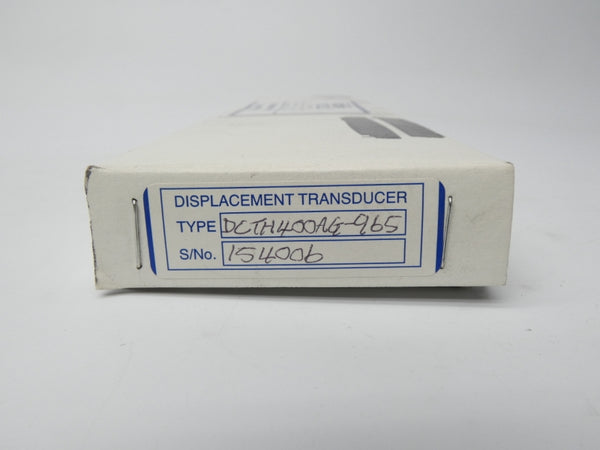 DISPLACEMENT TRANSDUCER
TYPE DCTH400AG-965
S/No. 154006